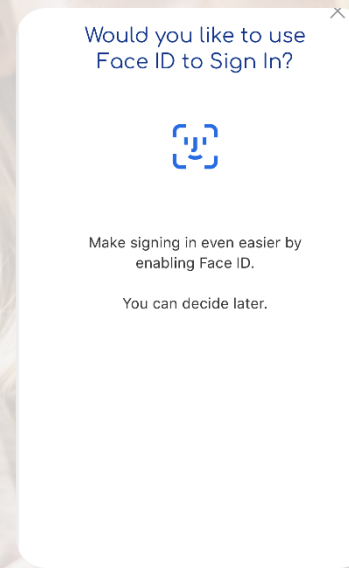 Would you like to use
Face ID to Sign In?
Make signing in even easier by
enabling Face ID.
You can decide later.